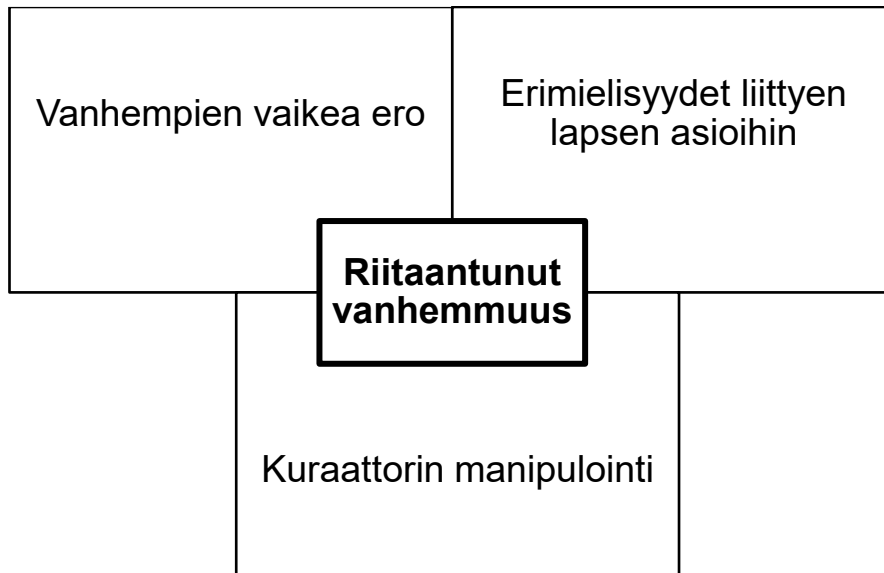 Vanhempien vaikea ero
Erimielisyydet liittyen
lapsen asioihin
Riitaantunut
vanhemmuus
Kuraattorin manipulointi